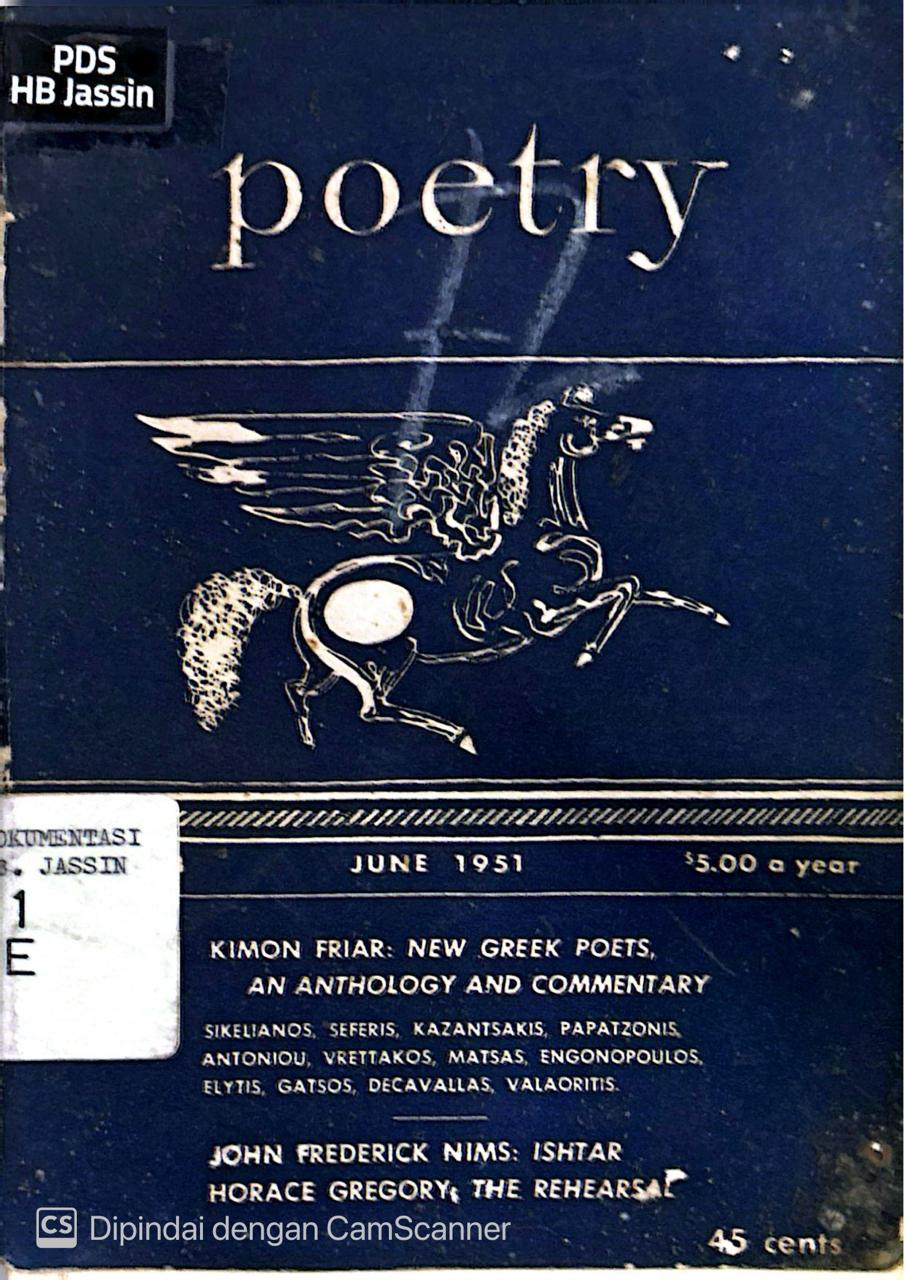 PDS
HB Jassin
poetry
OKUMENTASI
B. JASSIN
1
E
JUNE 1951
$5.00 a year
KIMON FRIAR: NEW GREEK POETS,
AN ANTHOLOGY AND COMMENTARY
SIKELIANOS, SEFERIS, KAZANTSAKIS, PAPATZONIS,
ANTONIOU, VRETTAKOS, MATSAS, ENGONOPOULOS,
ELYTIS, GATSOS, DECAVALLAS, VALAORITIS.
JOHN FREDERICK NIMS: ISHTAR
HORACE GREGORY: THE REHEARSAL
45 cents
CS Dipindai dengan CamScanner